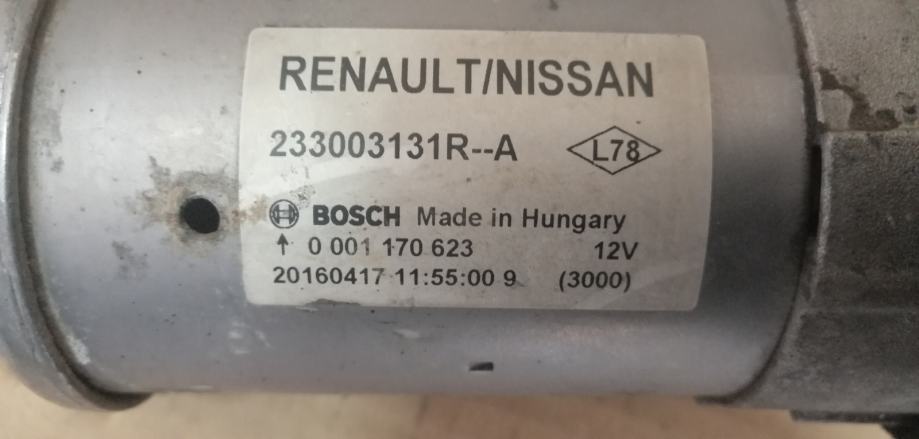 RENAULT/NISSAN
233003131R--A L78
BOSCH Made in Hungary
↑ 0 001 170 623 12V
20160417 11:55:00 9 (3000)